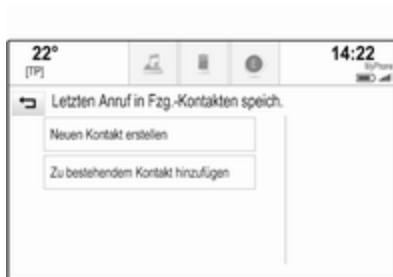 22° 14:22
[TP] MyPhone
Letzten Anruf in Fzg.-Kontakten speich.
Neuen Kontakt erstellen
Zu bestehendem Kontakt hinzufügen